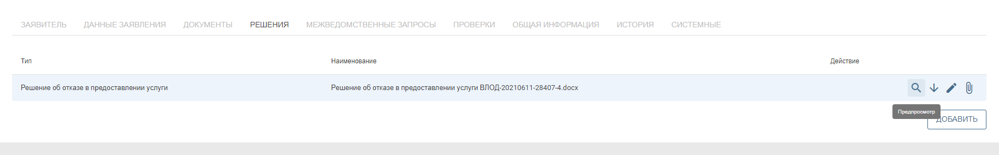 ЗАЯВИТЕЛЬ ДАННЫЕ ЗАЯВЛЕНИЯ ДОКУМЕНТЫ РЕШЕНИЯ МЕЖВЕДОМСТВЕННЫЕ ЗАПРОСЫ ПРОВЕРКИ ОБЩАЯ ИНФОРМАЦИЯ ИСТОРИЯ СИСТЕМНЫЕ
Тип Наименование Действие
Решение об отказе в предоставлении услуги Решение об отказе в предоставлении услуги ВЛОД-20210611-28407-4.docx
Предпросмотр
ДОБАВИТЬ